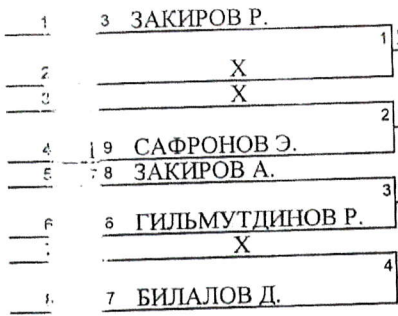 1 3 ЗАКИРОВ Р.
1
2 X
3 X
2
4 9 САФРОНОВ Э.
5 8 ЗАКИРОВ А.
3
6 6 ГИЛЬМУТДИНОВ Р.
X
4
7 БИЛАЛОВ Д.